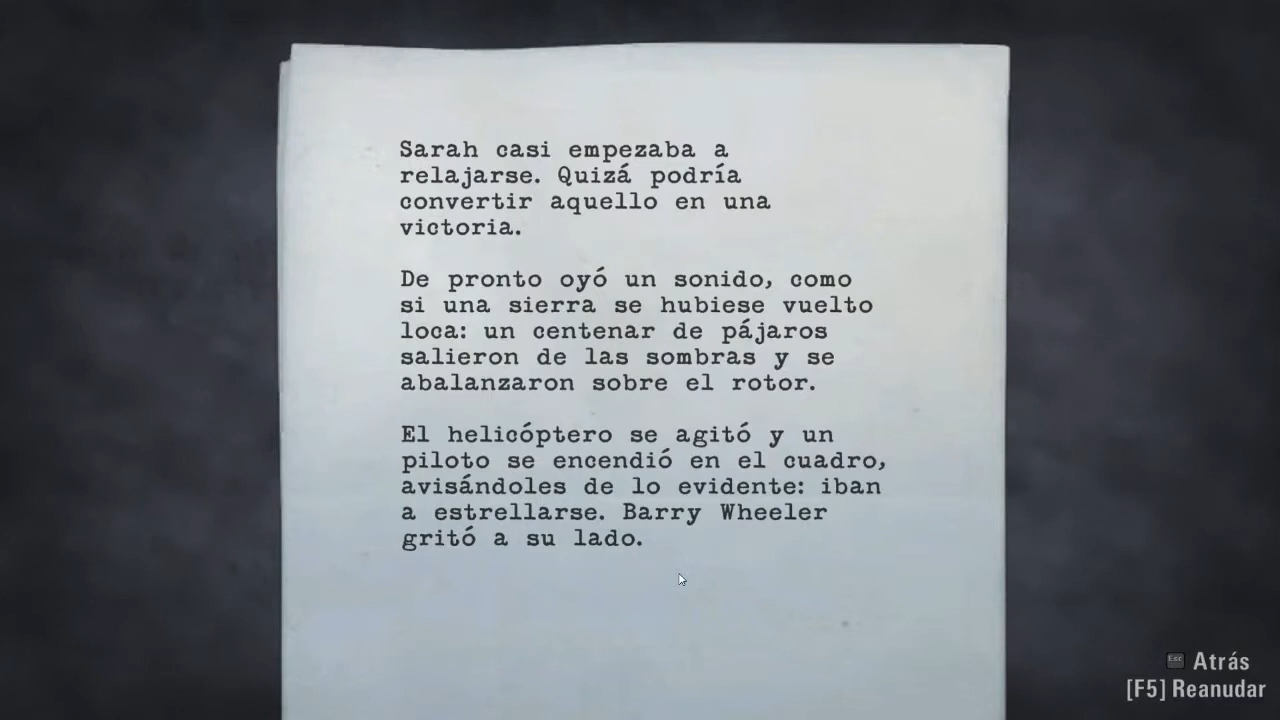 Sarah casi empezaba a
relajarse. Quizá podría
convertir aquello en una
victoria.
De pronto oyó un sonido, como
si una sierra se hubiese vuelto
loca: un centenar de pájaros
salieron de las sombras y se
abalanzaron sobre el rotor.
El helicóptero se agitó y un
piloto se encendió en el cuadro,
avisándoles de lo evidente: iban
a estrellarse. Barry Wheeler
gritó a su lado.
Esc Atrás
[F5] Reanudar